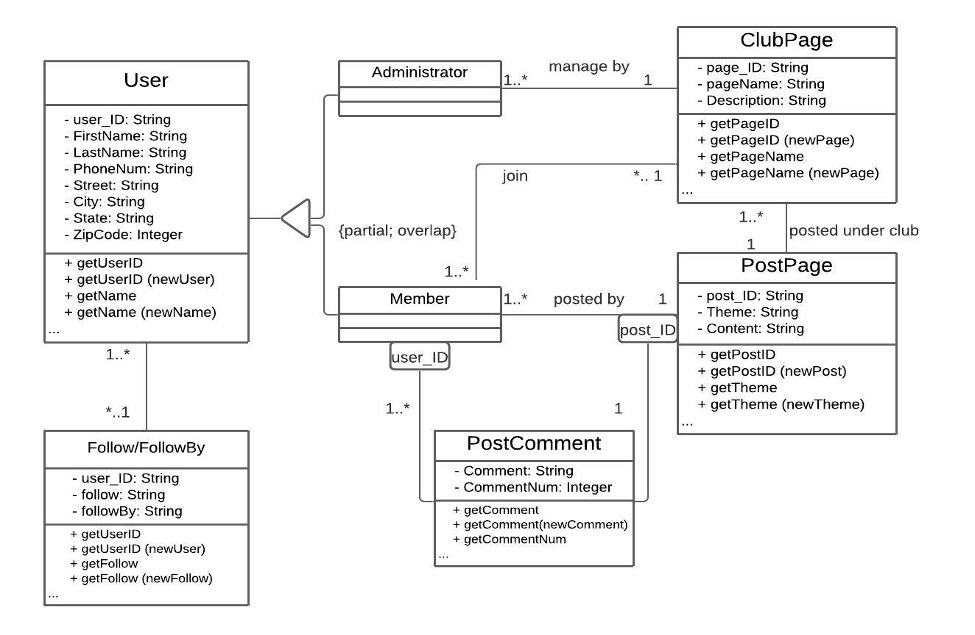 User
- user_ID: String
- FirstName: String
- LastName: String
- PhoneNum: String
- Street: String
- City: String
- State: String
- ZipCode: Integer
+ getUserID
+ getUserID (newUser)
+ getName
+ getName (newName)
...
1..*
*..1
Follow/FollowBy
- user_ID: String
- follow: String
- followBy: String
+ getUserID
+ getUserID (newUser)
+ getFollow
+ getFollow (newFollow)
...
Administrator
1..*
manage by
1
{partial; overlap}
join
*.. 1
1..*
Member
1..*
posted by
1
user_ID
post_ID
1..*
1
PostComment
- Comment: String
- CommentNum: Integer
+ getComment
+ getComment(newComment)
+ getCommentNum
...
ClubPage
- page_ID: String
- pageName: String
- Description: String
+ getPageID
+ getPageID (newPage)
+ getPageName
+ getPageName (newPage)
...
1..*
posted under club
1
PostPage
- post_ID: String
- Theme: String
- Content: String
+ getPostID
+ getPostID (newPost)
+ getTheme
+ getTheme (newTheme)
...